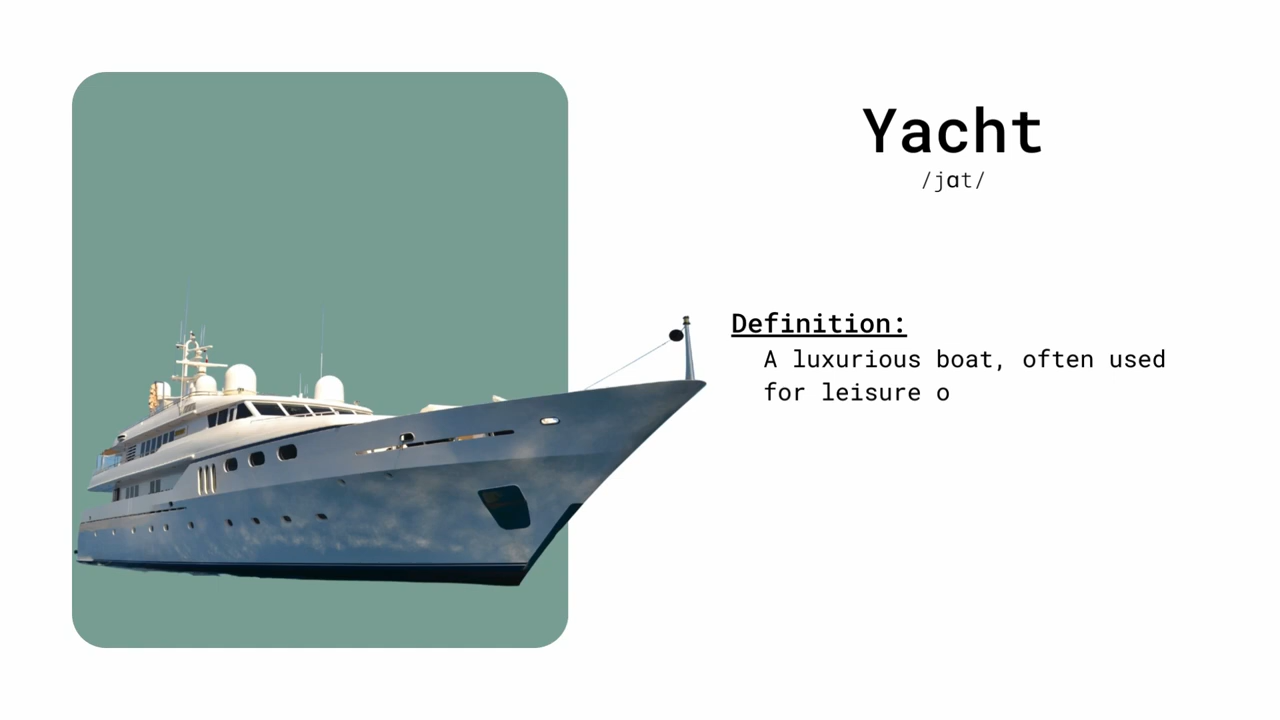 Yacht
/jɑt/
Definition:
A luxurious boat, often used
for leisure o